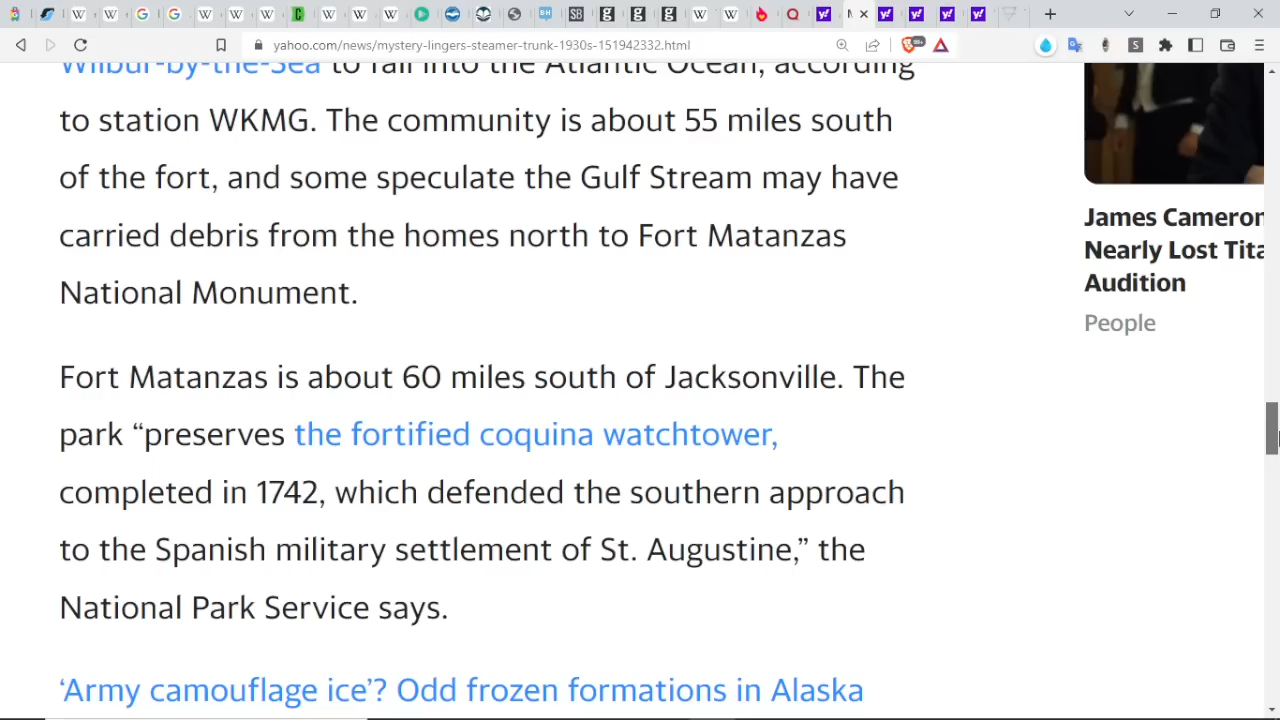 yahoo.com/news/mystery-lingers-steamer-trunk-1930s-151942332.html
Wilbur-by-the-Sea to fall into the Atlantic Ocean, according
to station WKMG. The community is about 55 miles south
of the fort, and some speculate the Gulf Stream may have
carried debris from the homes north to Fort Matanzas
National Monument.
Fort Matanzas is about 60 miles south of Jacksonville. The
park “preserves the fortified coquina watchtower,
completed in 1742, which defended the southern approach
to the Spanish military settlement of St. Augustine,” the
National Park Service says.
‘Army camouflage ice’? Odd frozen formations in Alaska
James Cameron
Nearly Lost Tita
Audition
People